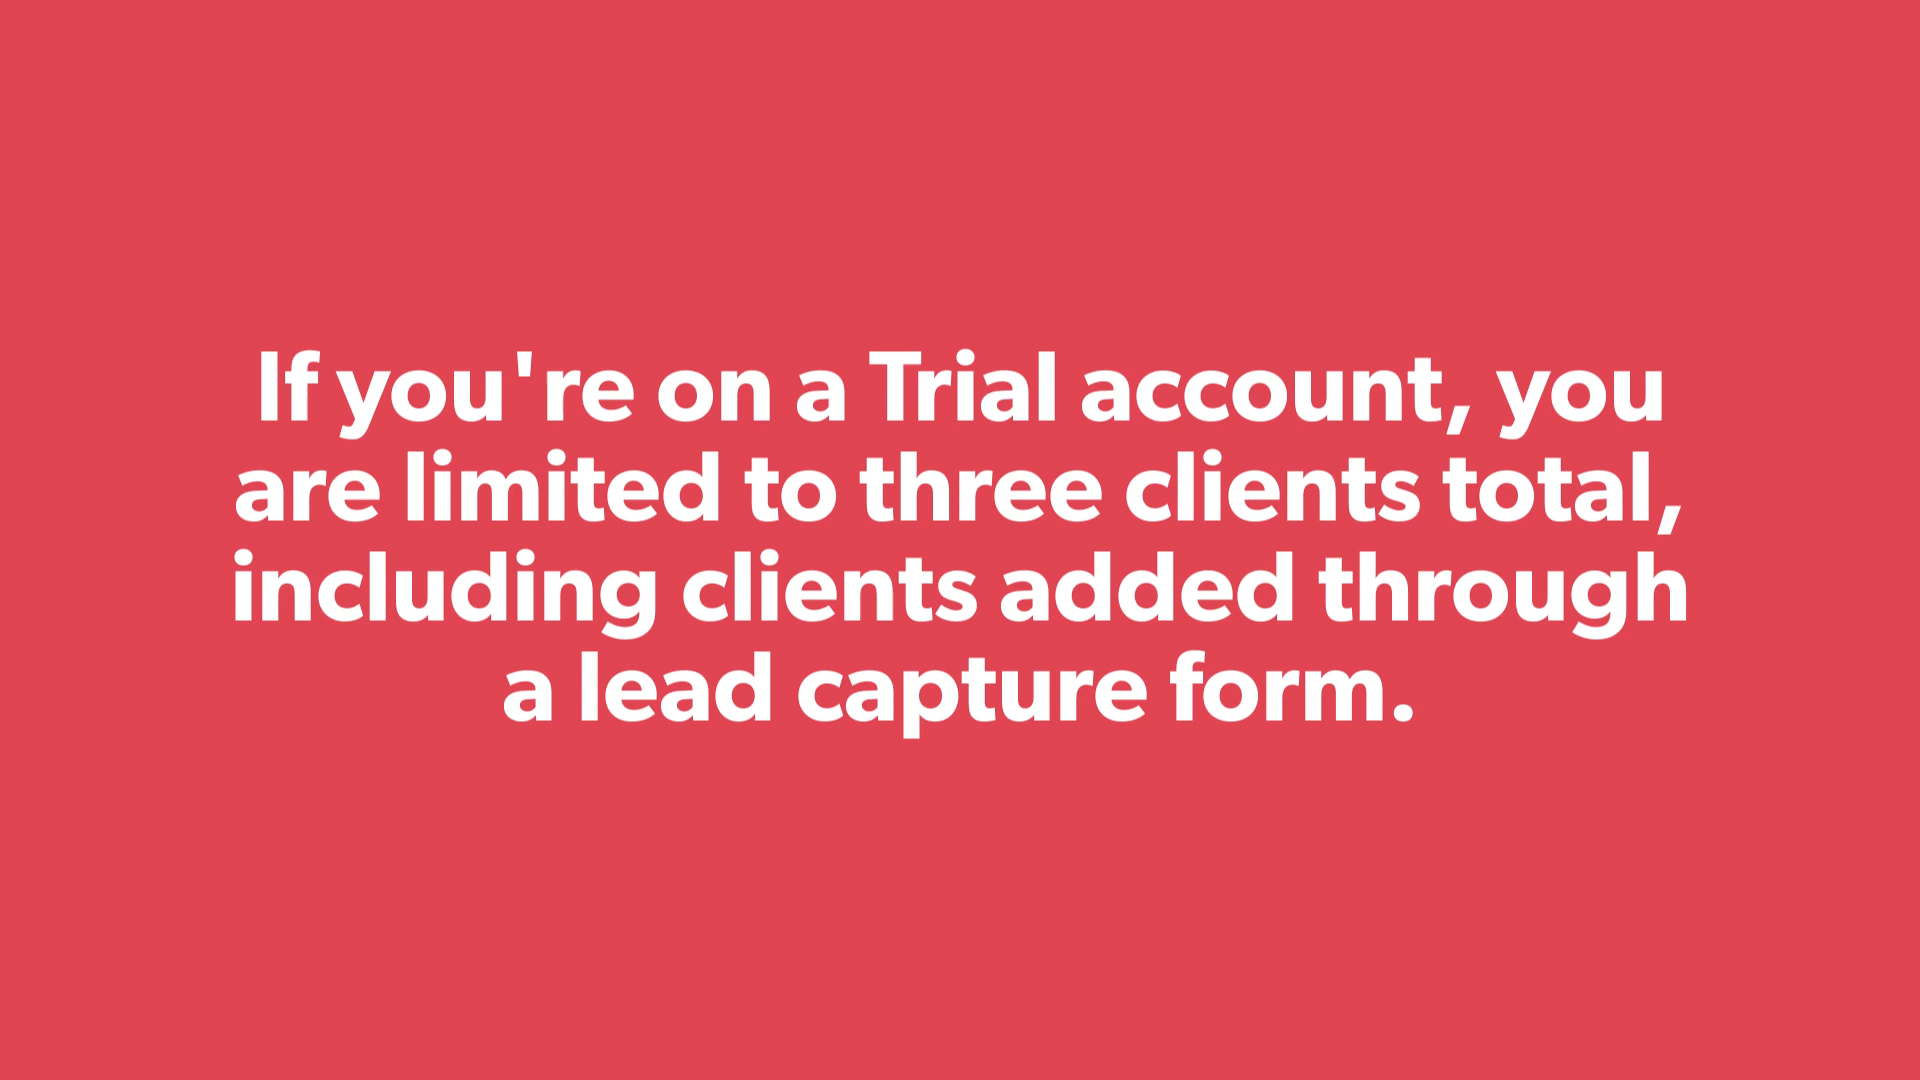 If you're on a Trial account, you
are limited to three clients total,
including clients added through
a lead capture form.